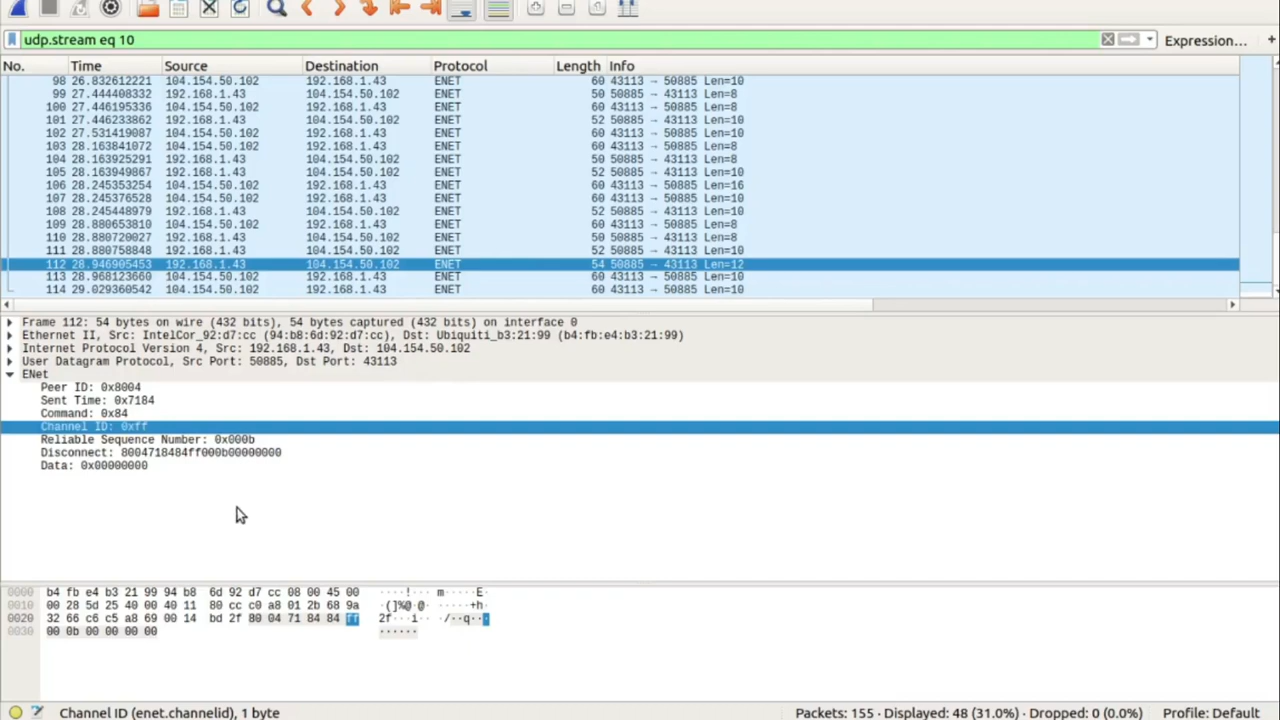 udp.stream eq 10 Expression... +
No. Time Source Destination Protocol Length Info
98 26.832612221 104.154.50.102 192.168.1.43 ENET 60 43113 → 50885 Len=10
99 27.444408332 192.168.1.43 104.154.50.102 ENET 50 50885 → 43113 Len=8
100 27.446195336 104.154.50.102 192.168.1.43 ENET 60 43113 → 50885 Len=8
101 27.446233862 192.168.1.43 104.154.50.102 ENET 52 50885 → 43113 Len=10
102 27.531419087 104.154.50.102 192.168.1.43 ENET 60 43113 → 50885 Len=10
103 28.163841072 104.154.50.102 192.168.1.43 ENET 60 43113 → 50885 Len=8
104 28.163925291 192.168.1.43 104.154.50.102 ENET 50 50885 → 43113 Len=8
105 28.163949867 192.168.1.43 104.154.50.102 ENET 52 50885 → 43113 Len=10
106 28.245353254 104.154.50.102 192.168.1.43 ENET 60 43113 → 50885 Len=16
107 28.245376528 104.154.50.102 192.168.1.43 ENET 60 43113 → 50885 Len=10
108 28.245448979 192.168.1.43 104.154.50.102 ENET 52 50885 → 43113 Len=10
109 28.880653810 104.154.50.102 192.168.1.43 ENET 60 43113 → 50885 Len=8
110 28.880720027 192.168.1.43 104.154.50.102 ENET 50 50885 → 43113 Len=8
111 28.880758848 192.168.1.43 104.154.50.102 ENET 52 50885 → 43113 Len=10
112 28.946905453 192.168.1.43 104.154.50.102 ENET 54 50885 → 43113 Len=12
113 28.968123660 104.154.50.102 192.168.1.43 ENET 60 43113 → 50885 Len=10
114 29.029360542 104.154.50.102 192.168.1.43 ENET 60 43113 → 50885 Len=10
Frame 112: 54 bytes on wire (432 bits), 54 bytes captured (432 bits) on interface 0
Ethernet II, Src: IntelCor_92:d7:cc (94:b8:6d:92:d7:cc), Dst: Ubiquiti_b3:21:99 (b4:fb:e4:b3:21:99)
Internet Protocol Version 4, Src: 192.168.1.43, Dst: 104.154.50.102
User Datagram Protocol, Src Port: 50885, Dst Port: 43113
ENet
Peer ID: 0x8004
Sent Time: 0x7184
Command: 0x84
Channel ID: 0xff
Reliable Sequence Number: 0x000b
Disconnect: 8004718484ff000b00000000
Data: 0x00000000
0000 b4 fb e4 b3 21 99 94 b8 6d 92 d7 cc 08 00 45 00 ····!··· m·····E·
0010 00 28 5d 25 40 00 40 11 80 cc c0 a8 01 2b 68 9a ·(]%@·@· ·····+h·
0020 32 66 c6 c5 a8 69 00 14 bd 2f 80 04 71 84 84 ff 2f···i·· ·/··q···
0030 00 0b 00 00 00 00 ······
Channel ID (enet.channelid), 1 byte Packets: 155 · Displayed: 48 (31.0%) · Dropped: 0 (0.0%) Profile: Default